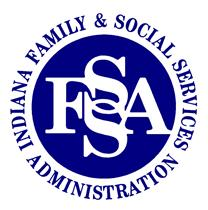 INDIANA FAMILY & SOCIAL SERVICES ADMINISTRATION
FSSA